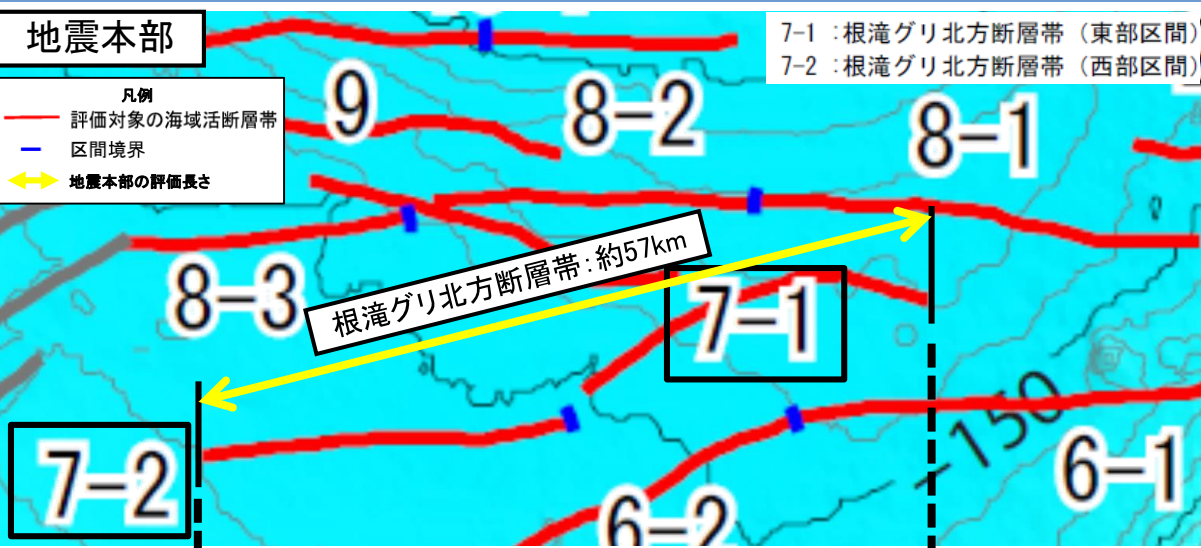 地震本部
7-1 :根滝グリ北方断層帯（東部区間）
7-2 :根滝グリ北方断層帯（西部区間）
凡例
評価対象の海域活断層帯
区間境界
地震本部の評価長さ
9
8-2
8-1
8-3
根滝グリ北方断層帯：約57km
7-1
7-2
-150
6-1
6-2